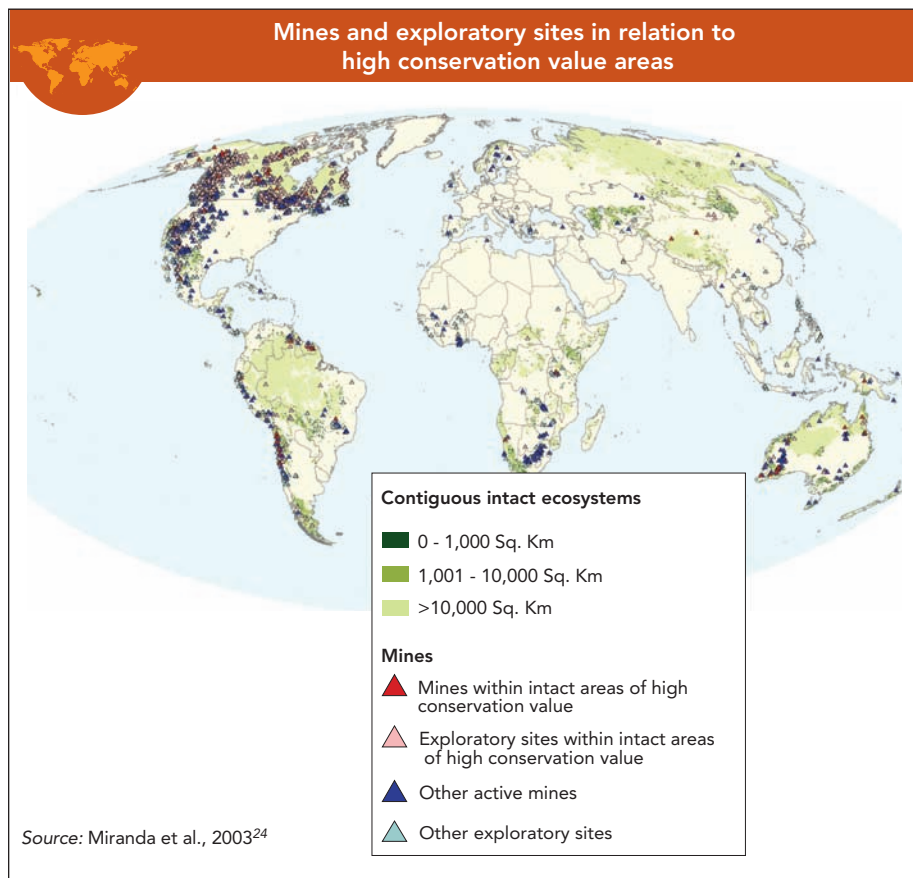 Mines and exploratory sites in relation to
high conservation value areas
Contiguous intact ecosystems
0 - 1,000 Sq. Km
1,001 - 10,000 Sq. Km
>10,000 Sq. Km
Mines
Mines within intact areas of high
conservation value
Exploratory sites within intact areas
of high conservation value
Other active mines
Other exploratory sites
Source: Miranda et al., 2003²⁴